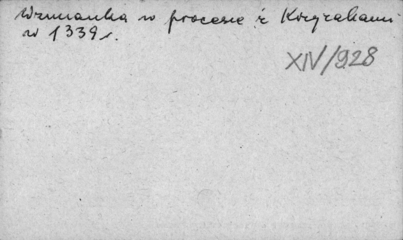 Wzmianka w procesie z Krzyżakami
w 1339 r.
XIV/928